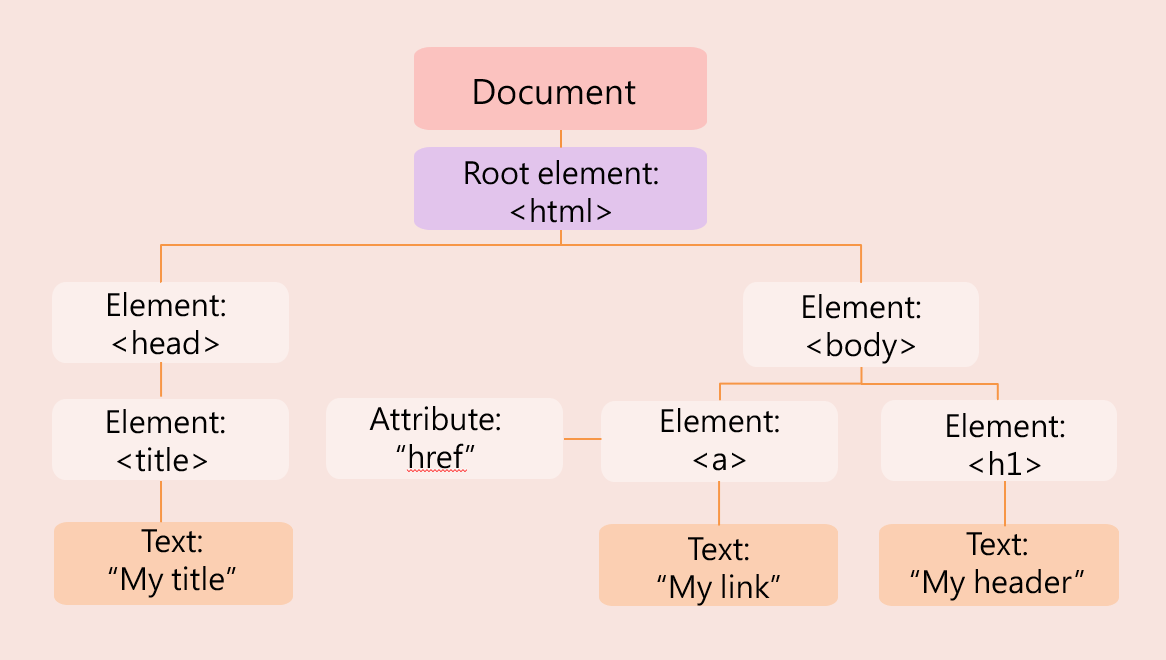 Document
Root element:
<html>
Element:
<head>
Element:
<body>
Element:
<title>
Attribute:
“href”
Element:
<a>
Element:
<h1>
Text:
“My title”
Text:
“My link”
Text:
“My header”